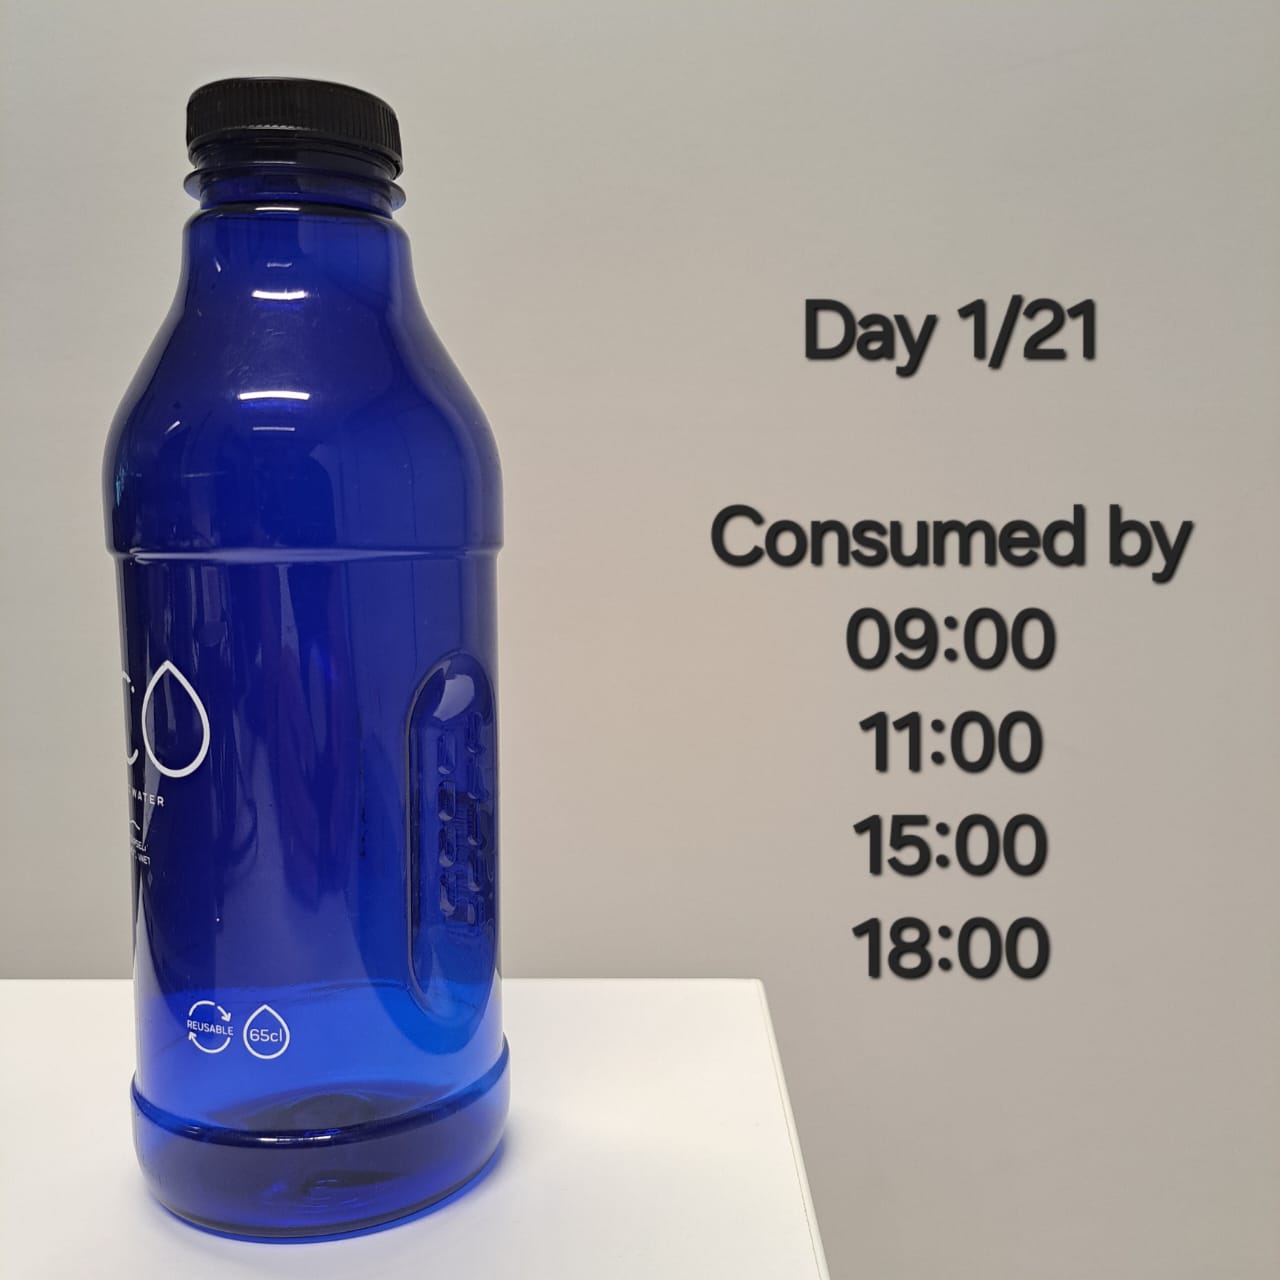 Day 1/21
Consumed by
09:00
11:00
15:00
18:00
WATER
REUSABLE
65cl